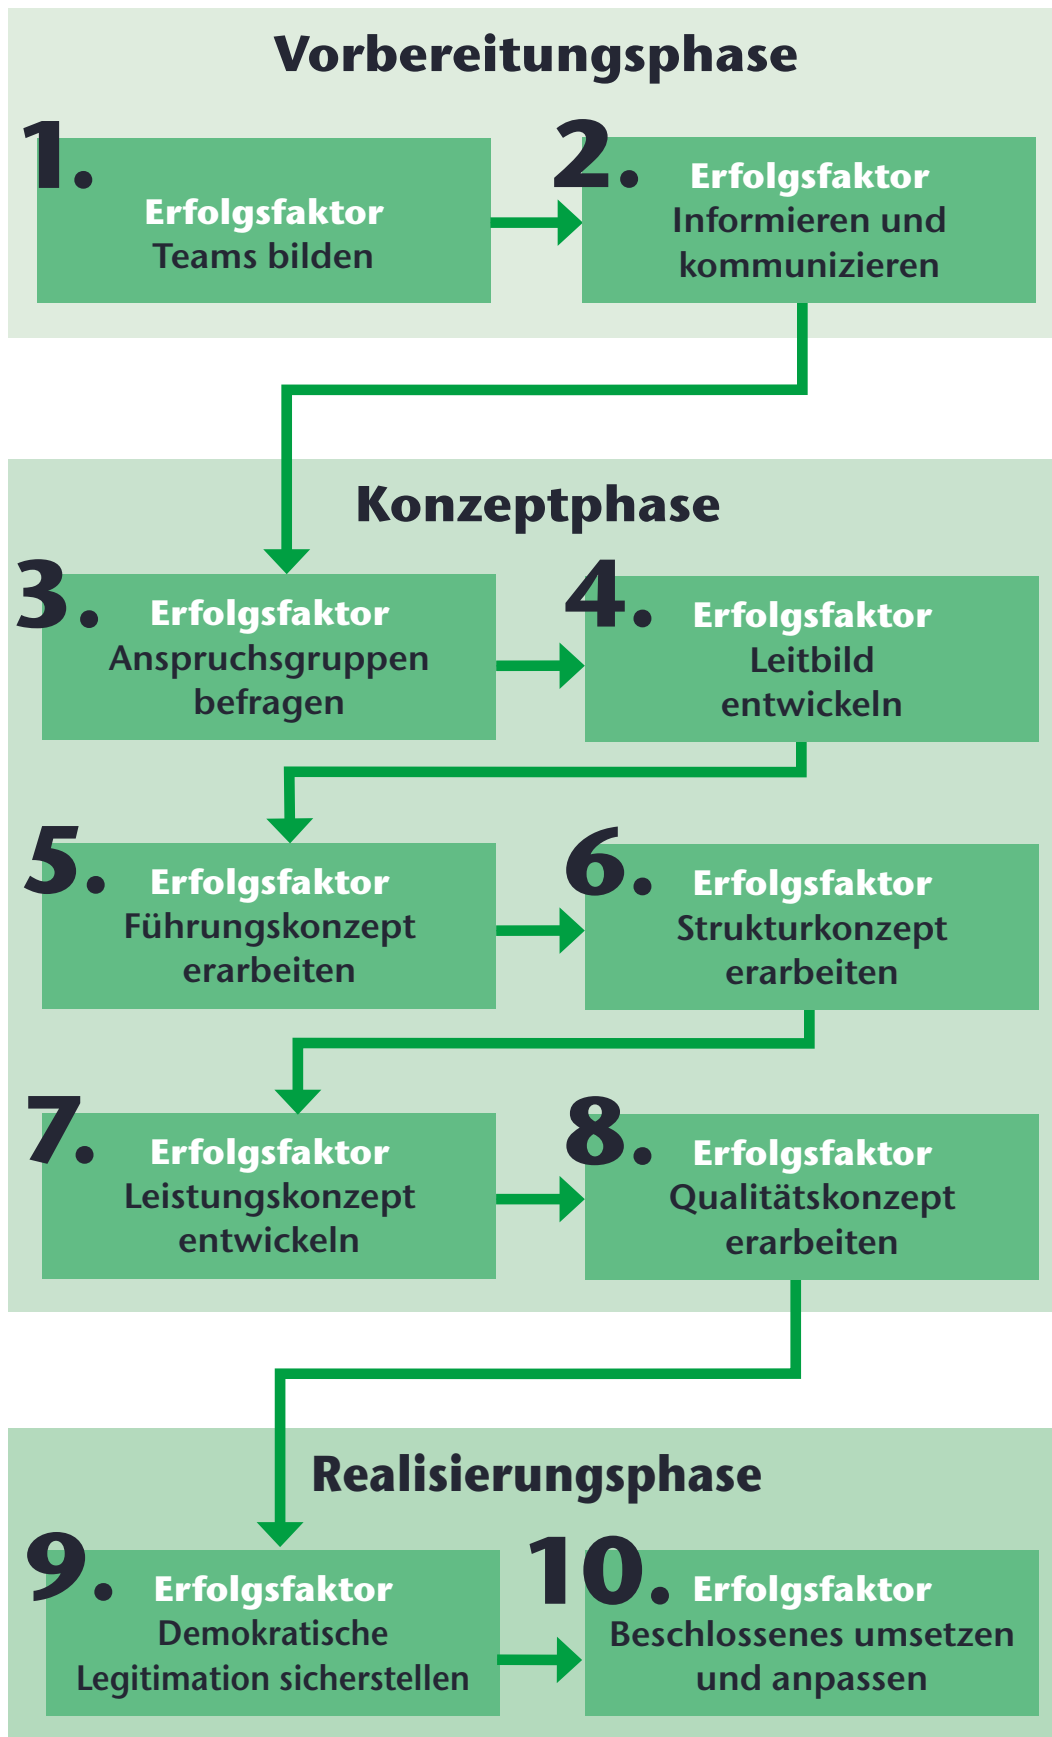 Vorbereitungsphase
1.
Erfolgsfaktor
Teams bilden
2.
Erfolgsfaktor
Informieren und
kommunizieren
Konzeptphase
3.
Erfolgsfaktor
Anspruchsgruppen
befragen
4.
Erfolgsfaktor
Leitbild
entwickeln
5.
Erfolgsfaktor
Führungskonzept
erarbeiten
6.
Erfolgsfaktor
Strukturkonzept
erarbeiten
7.
Erfolgsfaktor
Leistungskonzept
entwickeln
8.
Erfolgsfaktor
Qualitätskonzept
erarbeiten
Realisierungsphase
9.
Erfolgsfaktor
Demokratische
Legitimation sicherstellen
10.
Erfolgsfaktor
Beschlossenes umsetzen
und anpassen